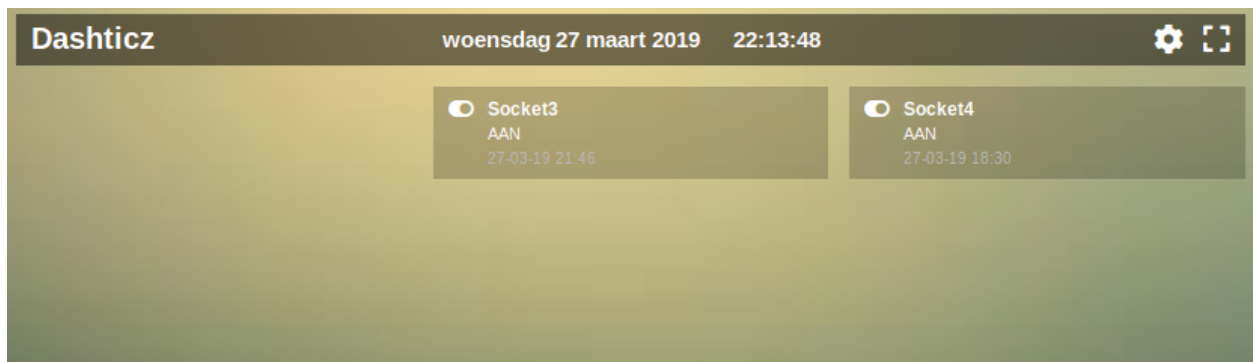 Dashticz
woensdag 27 maart 2019 22:13:48
Socket3
AAN
27-03-19 21:46
Socket4
AAN
27-03-19 18:30